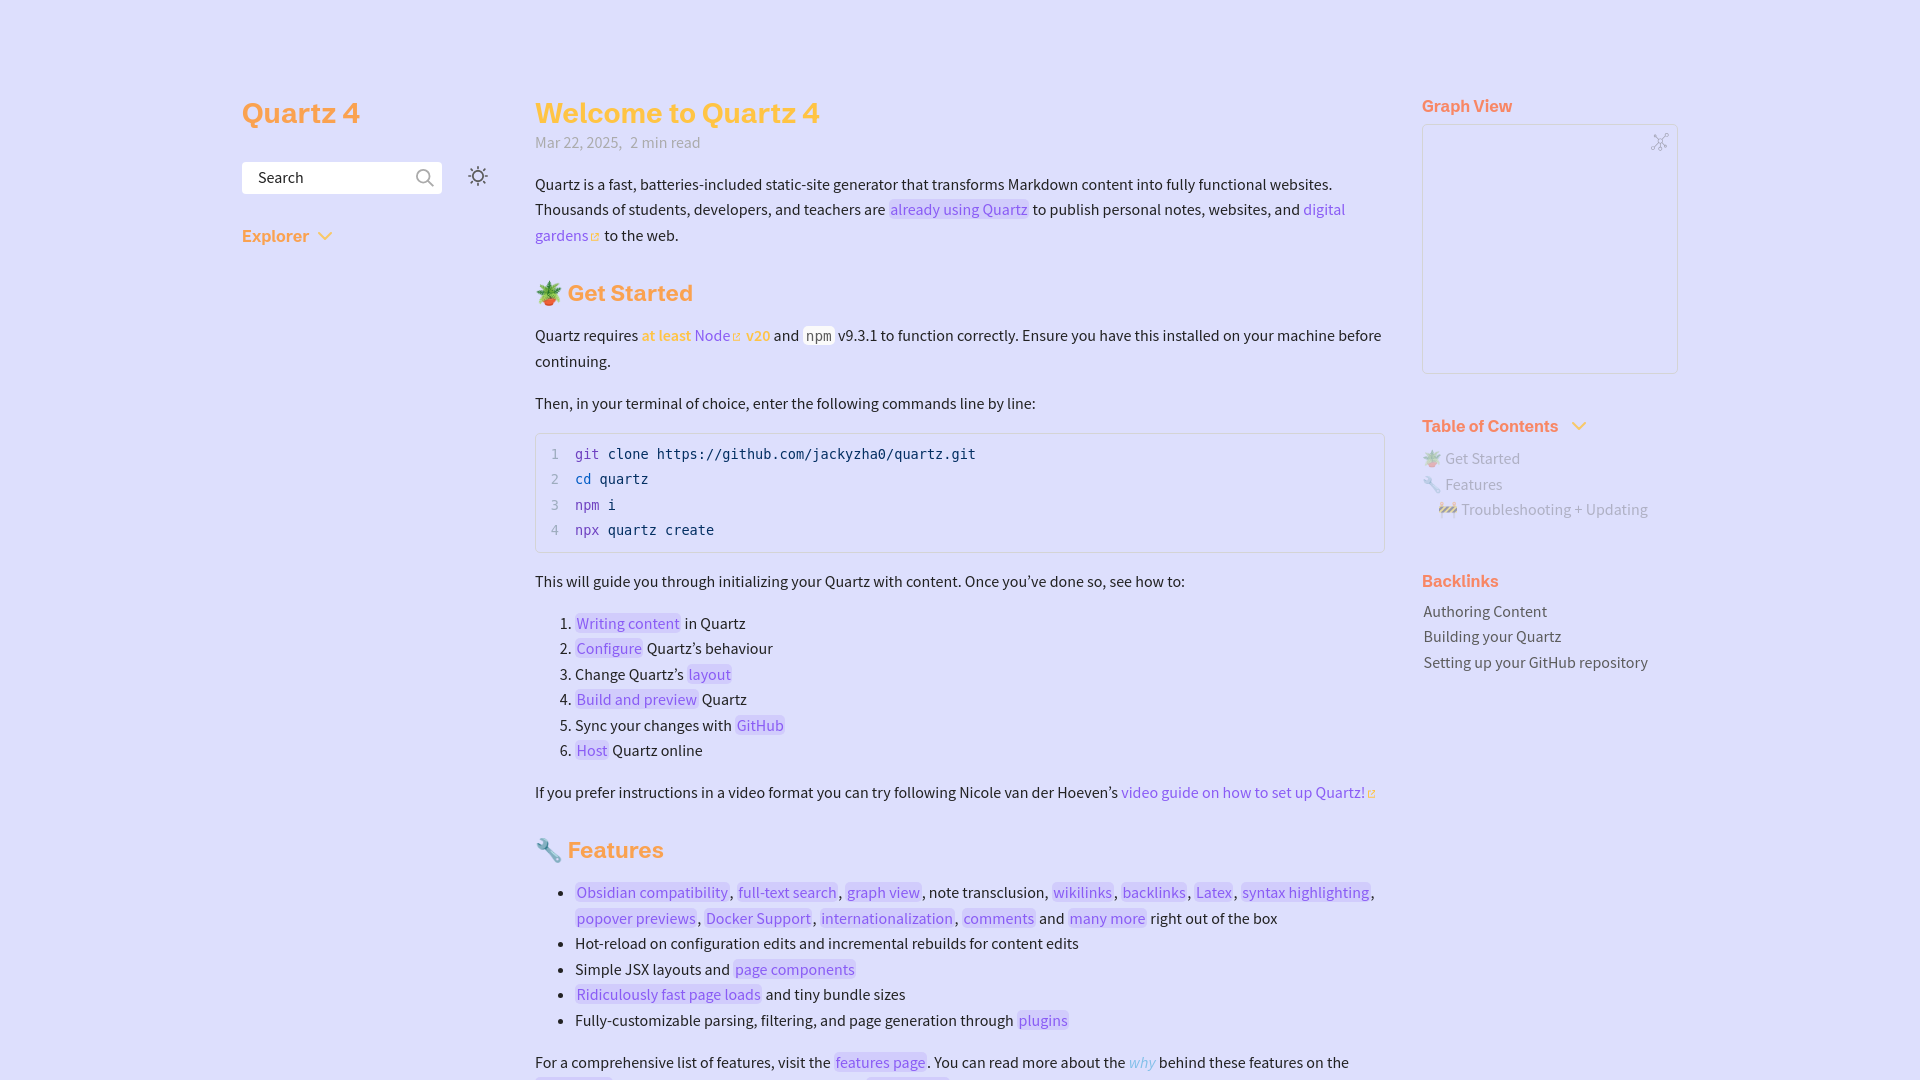 Quartz 4
Search
Explorer
Welcome to Quartz 4
Mar 22, 2025, 2 min read
Quartz is a fast, batteries-included static-site generator that transforms Markdown content into fully functional websites.
Thousands of students, developers, and teachers are already using Quartz to publish personal notes, websites, and digital
gardens to the web.
🪴 Get Started
Quartz requires at least Node v20 and npm v9.3.1 to function correctly. Ensure you have this installed on your machine before
continuing.
Then, in your terminal of choice, enter the following commands line by line:
1 git clone https://github.com/jackyzha0/quartz.git
2 cd quartz
3 npm i
4 npx quartz create
This will guide you through initializing your Quartz with content. Once you’ve done so, see how to:
1. Writing content in Quartz
2. Configure Quartz’s behaviour
3. Change Quartz’s layout
4. Build and preview Quartz
5. Sync your changes with GitHub
6. Host Quartz online
If you prefer instructions in a video format you can try following Nicole van der Hoeven’s video guide on how to set up Quartz!
🔧 Features
• Obsidian compatibility, full-text search, graph view, note transclusion, wikilinks, backlinks, Latex, syntax highlighting,
popover previews, Docker Support, internationalization, comments and many more right out of the box
• Hot-reload on configuration edits and incremental rebuilds for content edits
• Simple JSX layouts and page components
• Ridiculously fast page loads and tiny bundle sizes
• Fully-customizable parsing, filtering, and page generation through plugins
For a comprehensive list of features, visit the features page. You can read more about the why behind these features on the
Graph View
Table of Contents
🪴 Get Started
🔧 Features
🚧 Troubleshooting + Updating
Backlinks
Authoring Content
Building your Quartz
Setting up your GitHub repository